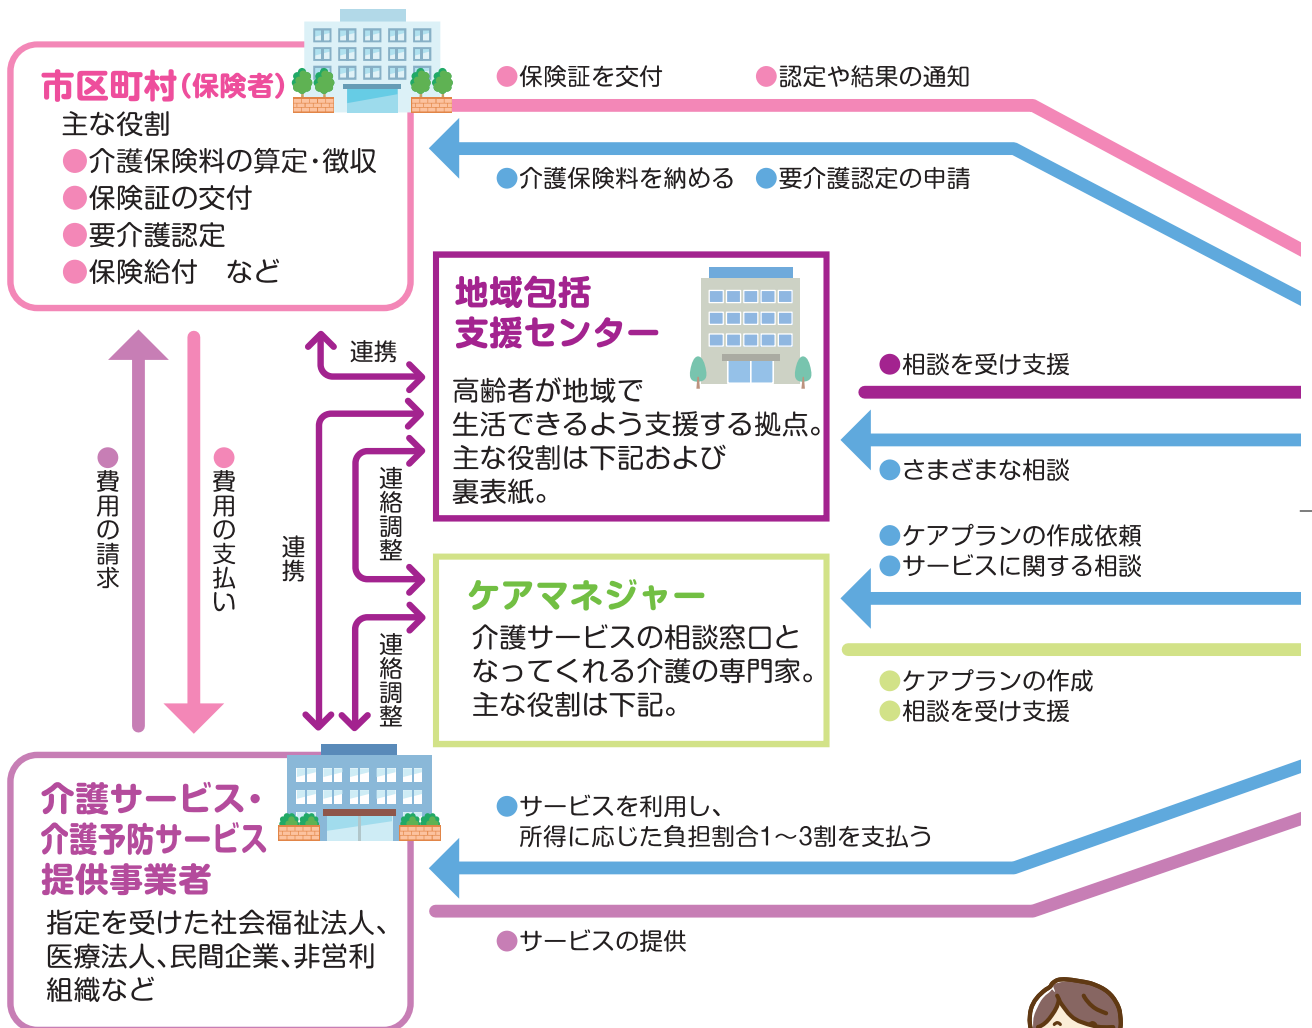 市区町村(保険者)
主な役割
●介護保険料の算定・徴収
●保険証の交付
●要介護認定
●保険給付　など
●保険証を交付
●認定や結果の通知
●介護保険料を納める
●要介護認定の申請
地域包括
支援センター
高齢者が地域で
生活できるよう支援する拠点。
主な役割は下記および
裏表紙。
●相談を受け支援
●さまざまな相談
連携
●費用の請求
●費用の支払い
連携
連絡調整
●ケアプランの作成依頼
●サービスに関する相談
ケアマネジャー
介護サービスの相談窓口と
なってくれる介護の専門家。
主な役割は下記。
連絡調整
●ケアプランの作成
●相談を受け支援
介護サービス・
介護予防サービス
提供事業者
指定を受けた社会福祉法人、
医療法人、民間企業、非営利
組織など
●サービスを利用し、
所得に応じた負担割合1〜3割を支払う
●サービスの提供